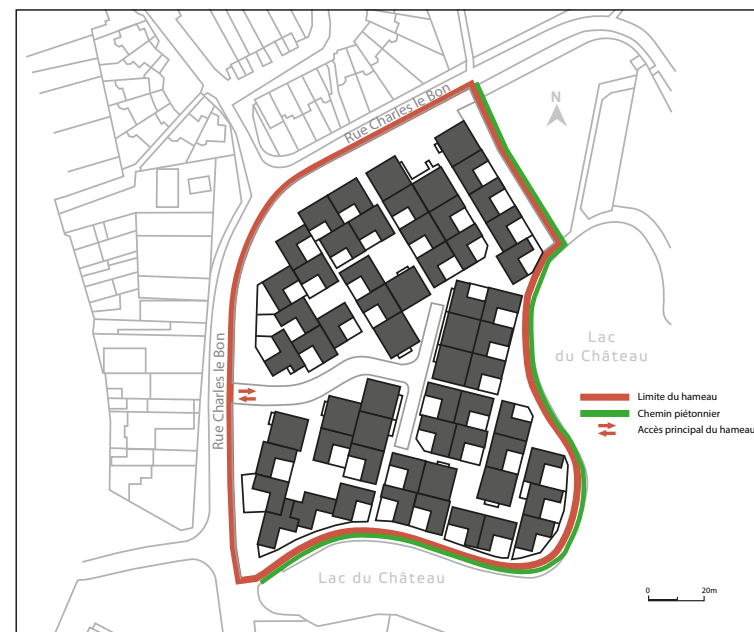 Rue Charles le Bon
N
Rue Charles le Bon
Lac
du Château
Limite du hameau
Chemin piétonnier
Accès principal du hameau
Lac du Château
0 20m